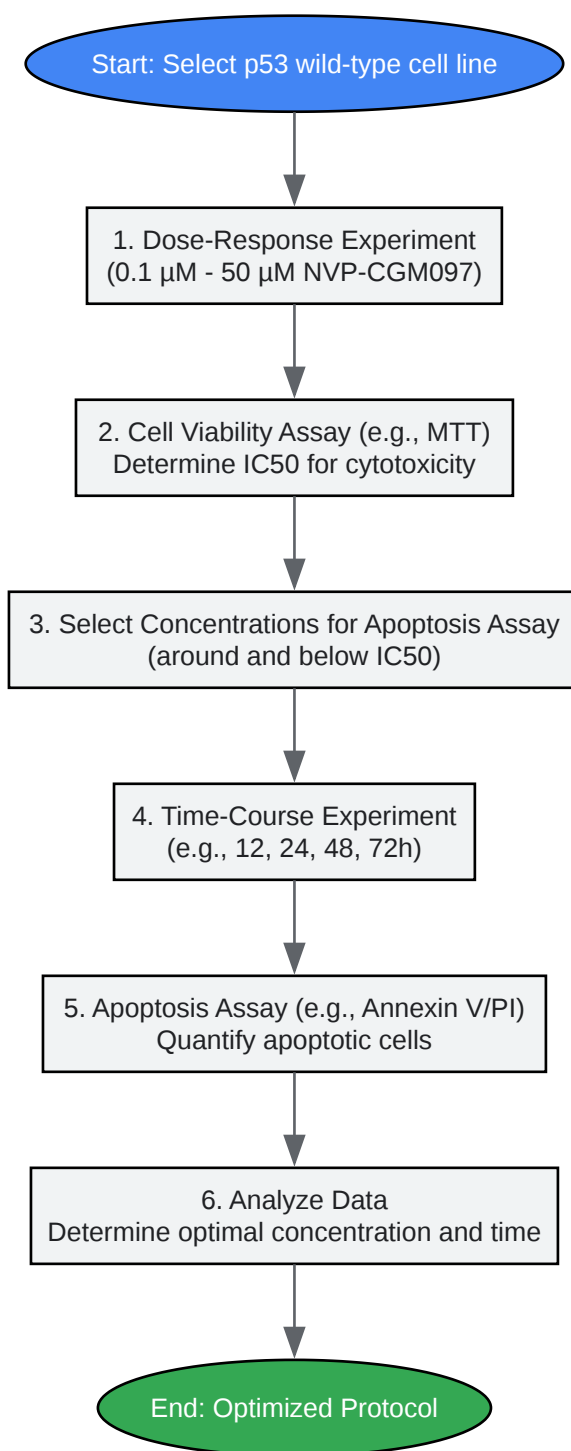 Start: Select p53 wild-type cell line
1. Dose-Response Experiment
(0.1 µM - 50 µM NVP-CGM097)
2. Cell Viability Assay (e.g., MTT)
Determine IC50 for cytotoxicity
3. Select Concentrations for Apoptosis Assay
(around and below IC50)
4. Time-Course Experiment
(e.g., 12, 24, 48, 72h)
5. Apoptosis Assay (e.g., Annexin V/PI)
Quantify apoptotic cells
6. Analyze Data
Determine optimal concentration and time
End: Optimized Protocol